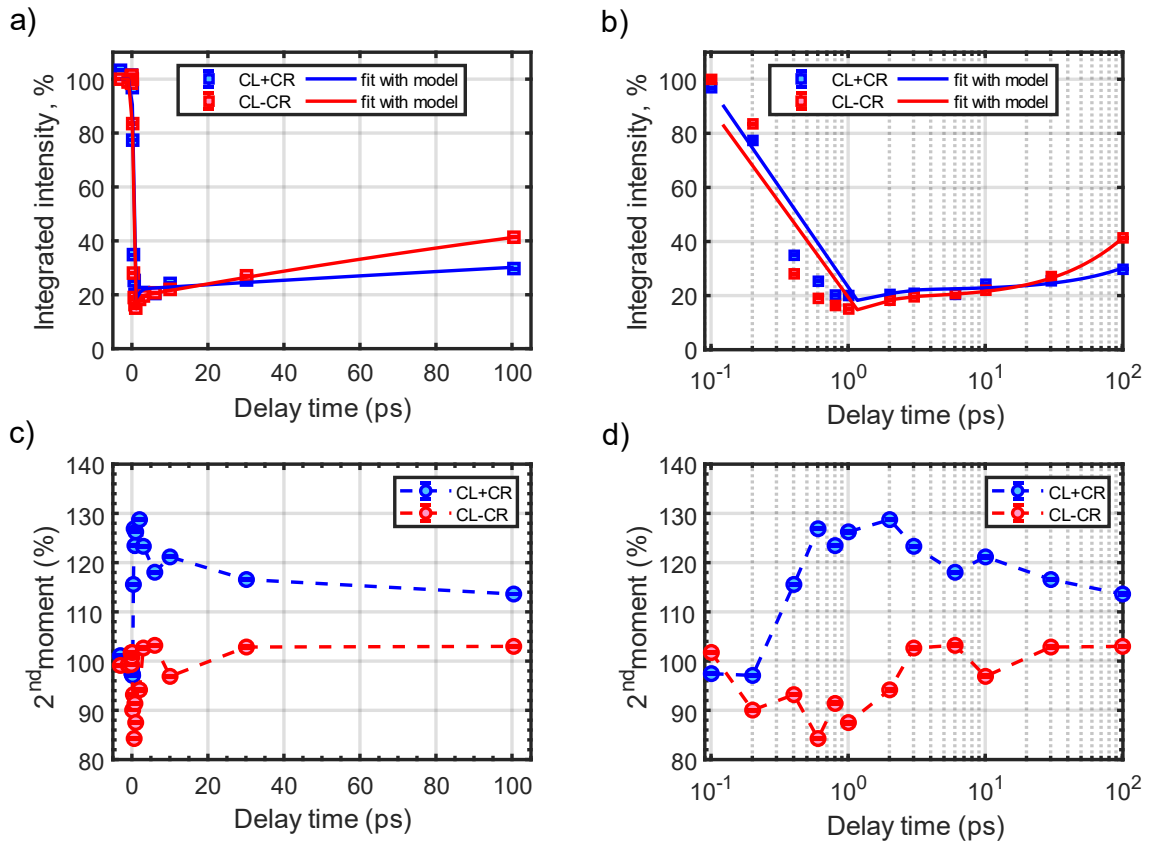 a)
Integrated intensity, %
100
80
60
40
20
0
0 20 40 60 80 100
Delay time (ps)
CL+CR fit with model
CL-CR fit with model
b)
Integrated intensity, %
100
80
60
40
20
0
10-1 100 101 102
Delay time (ps)
CL+CR fit with model
CL-CR fit with model
c)
2nd moment (%)
140
130
120
110
100
90
80
0 20 40 60 80 100
Delay time (ps)
CL+CR
CL-CR
d)
2nd moment (%)
140
130
120
110
100
90
80
10-1 100 101 102
Delay time (ps)
CL+CR
CL-CR